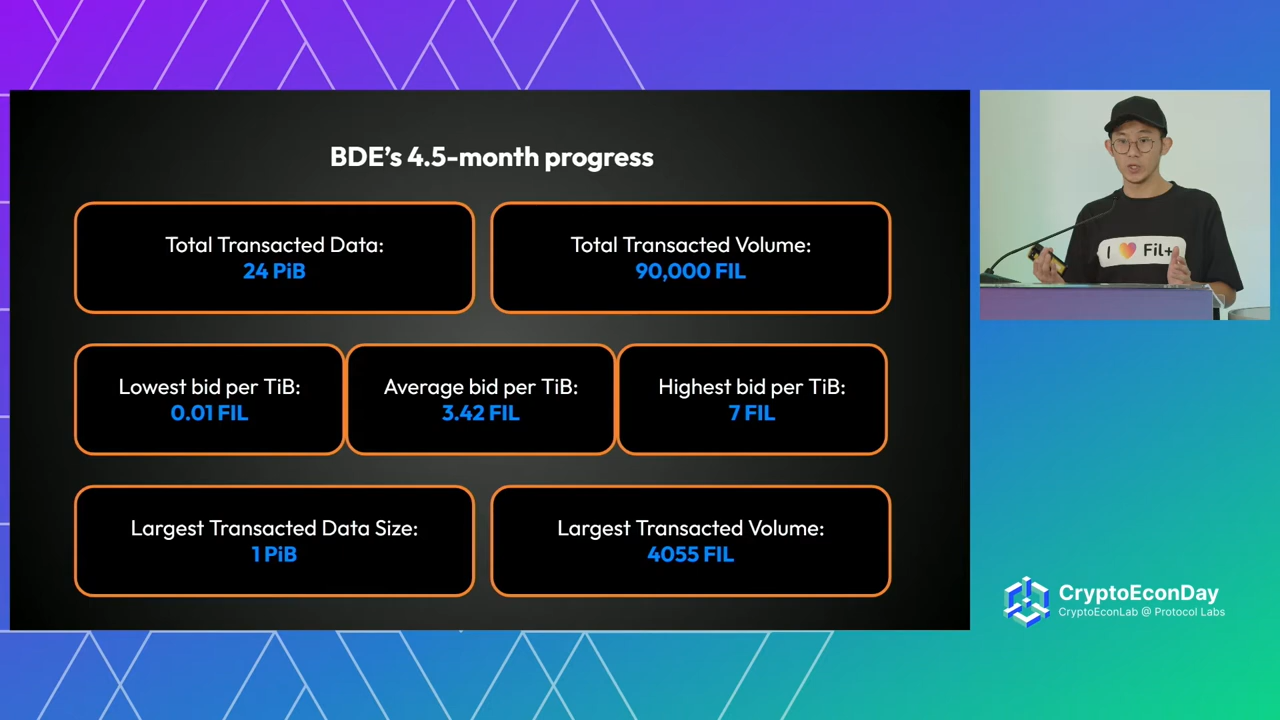 BDE’s 4.5-month progress
Total Transacted Data:
24 PiB
Total Transacted Volume:
90,000 FIL
Lowest bid per TiB:
0.01 FIL
Average bid per TiB:
3.42 FIL
Highest bid per TiB:
7 FIL
Largest Transacted Data Size:
1 PiB
Largest Transacted Volume:
4055 FIL
I 🧡 Fil+
CryptoEconDay
CryptoEconLab @ Protocol Labs